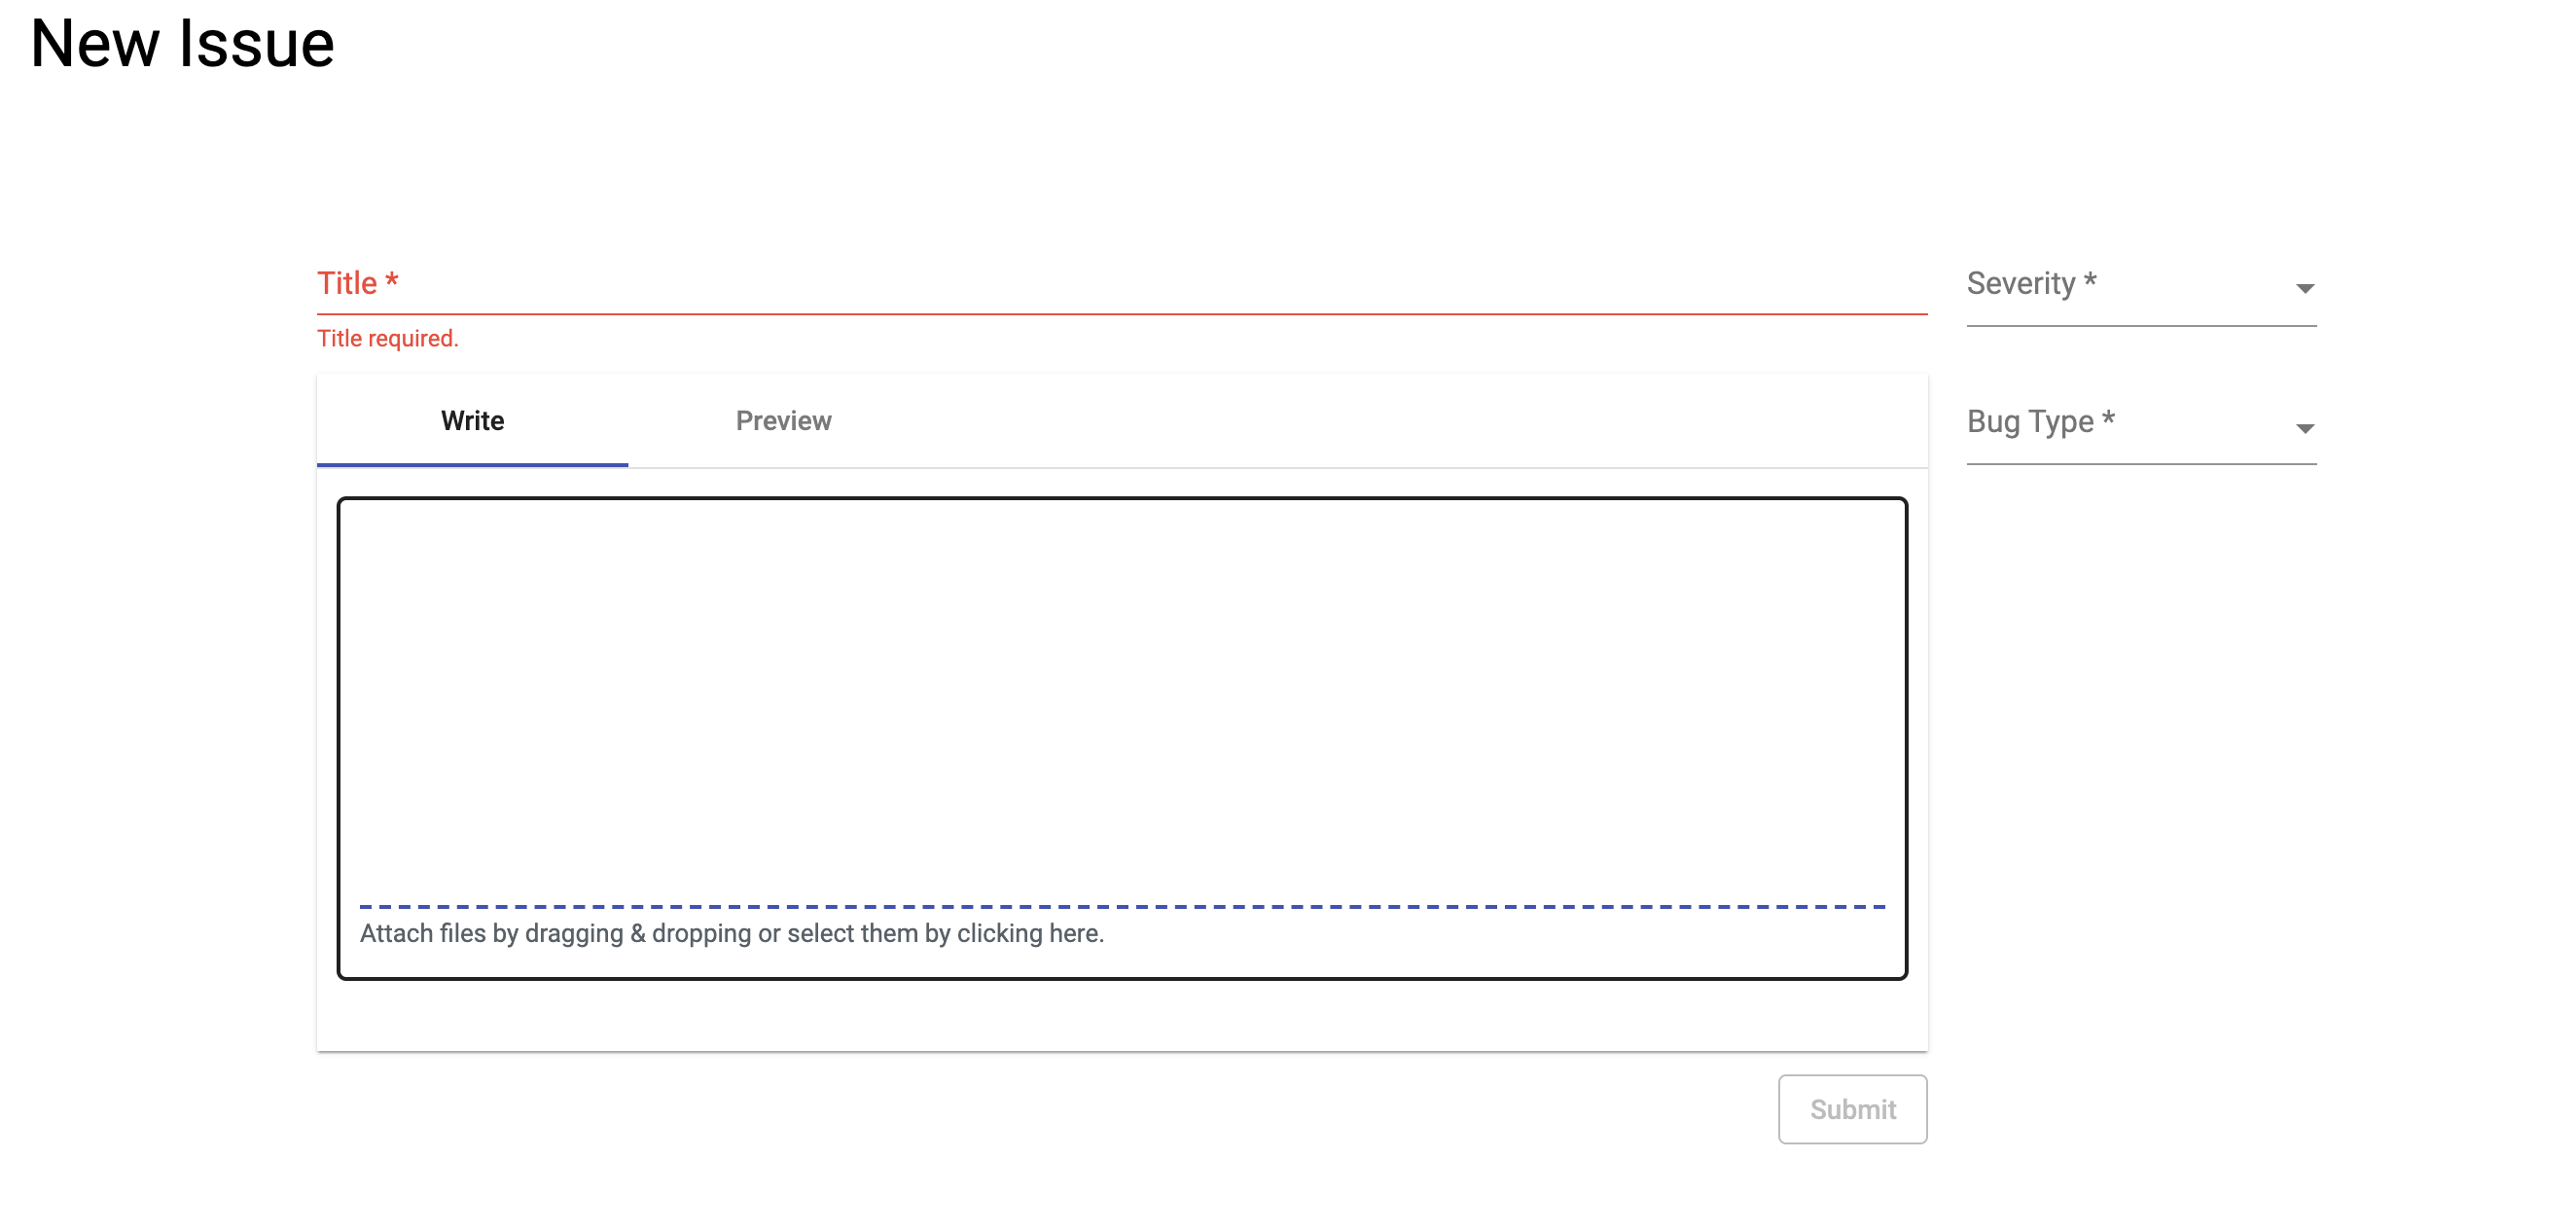 New Issue
Title *
Title required.
Severity *
Bug Type *
Write
Preview
Attach files by dragging & dropping or select them by clicking here.
Submit